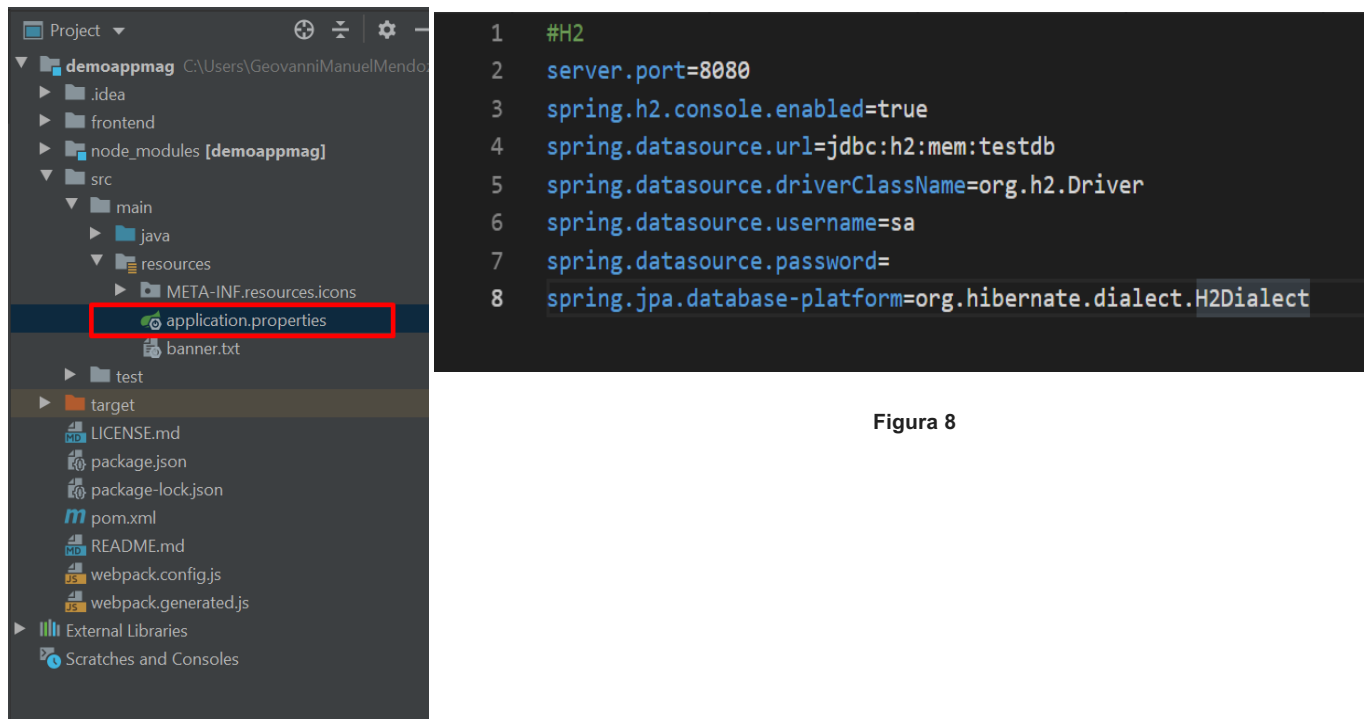 Project
demoappmag C:\Users\GeovanniManuelMendoz
.idea
frontend
node_modules [demoappmag]
src
main
java
resources
META-INF.resources.icons
application.properties
banner.txt
test
target
LICENSE.md
package.json
package-lock.json
pom.xml
README.md
webpack.config.js
webpack.generated.js
External Libraries
Scratches and Consoles
1 #H2
2 server.port=8080
3 spring.h2.console.enabled=true
4 spring.datasource.url=jdbc:h2:mem:testdb
5 spring.datasource.driverClassName=org.h2.Driver
6 spring.datasource.username=sa
7 spring.datasource.password=
8 spring.jpa.database-platform=org.hibernate.dialect.H2Dialect
Figura 8